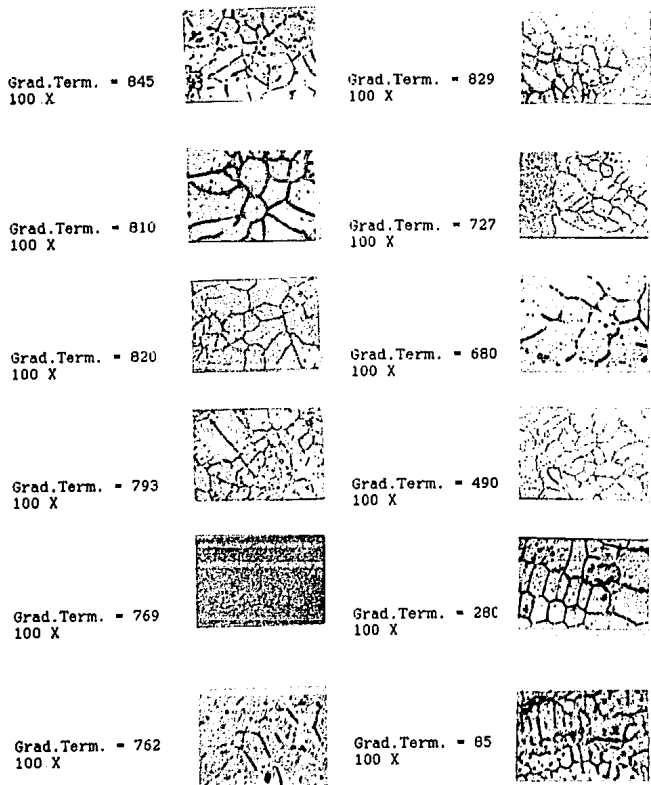 Grad.Term. = 845
100 X
Grad.Term. = 829
100 X
Grad.Term. = 810
100 X
Grad.Term. = 727
100 X
Grad.Term. = 820
100 X
Grad.Term. = 680
100 X
Grad.Term. = 793
100 X
Grad.Term. = 490
100 X
Grad.Term. = 769
100 X
Grad.Term. = 280
100 X
Grad.Term. = 762
100 X
Grad.Term. = 85
100 X